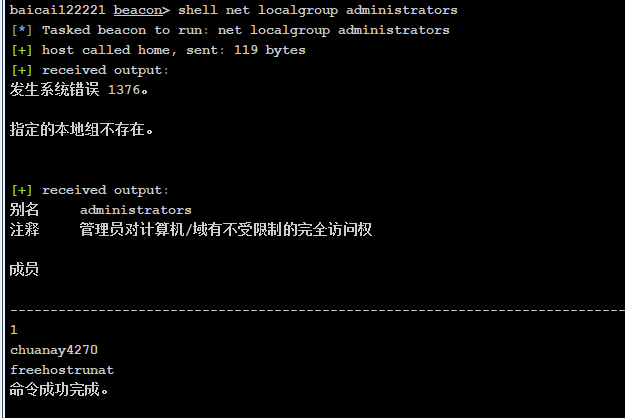 baicai122221 beacon> shell net localgroup administrators
[*] Tasked beacon to run: net localgroup administrators
[+] host called home, sent: 119 bytes
[+] received output:
发生系统错误 1376。
指定的本地组不存在。
[+] received output:
别名 administrators
注释 管理员对计算机/域有不受限制的完全访问权
成员
-------------------------------------------------------------------------------
1
chuanay4270
freehostrunat
命令成功完成。